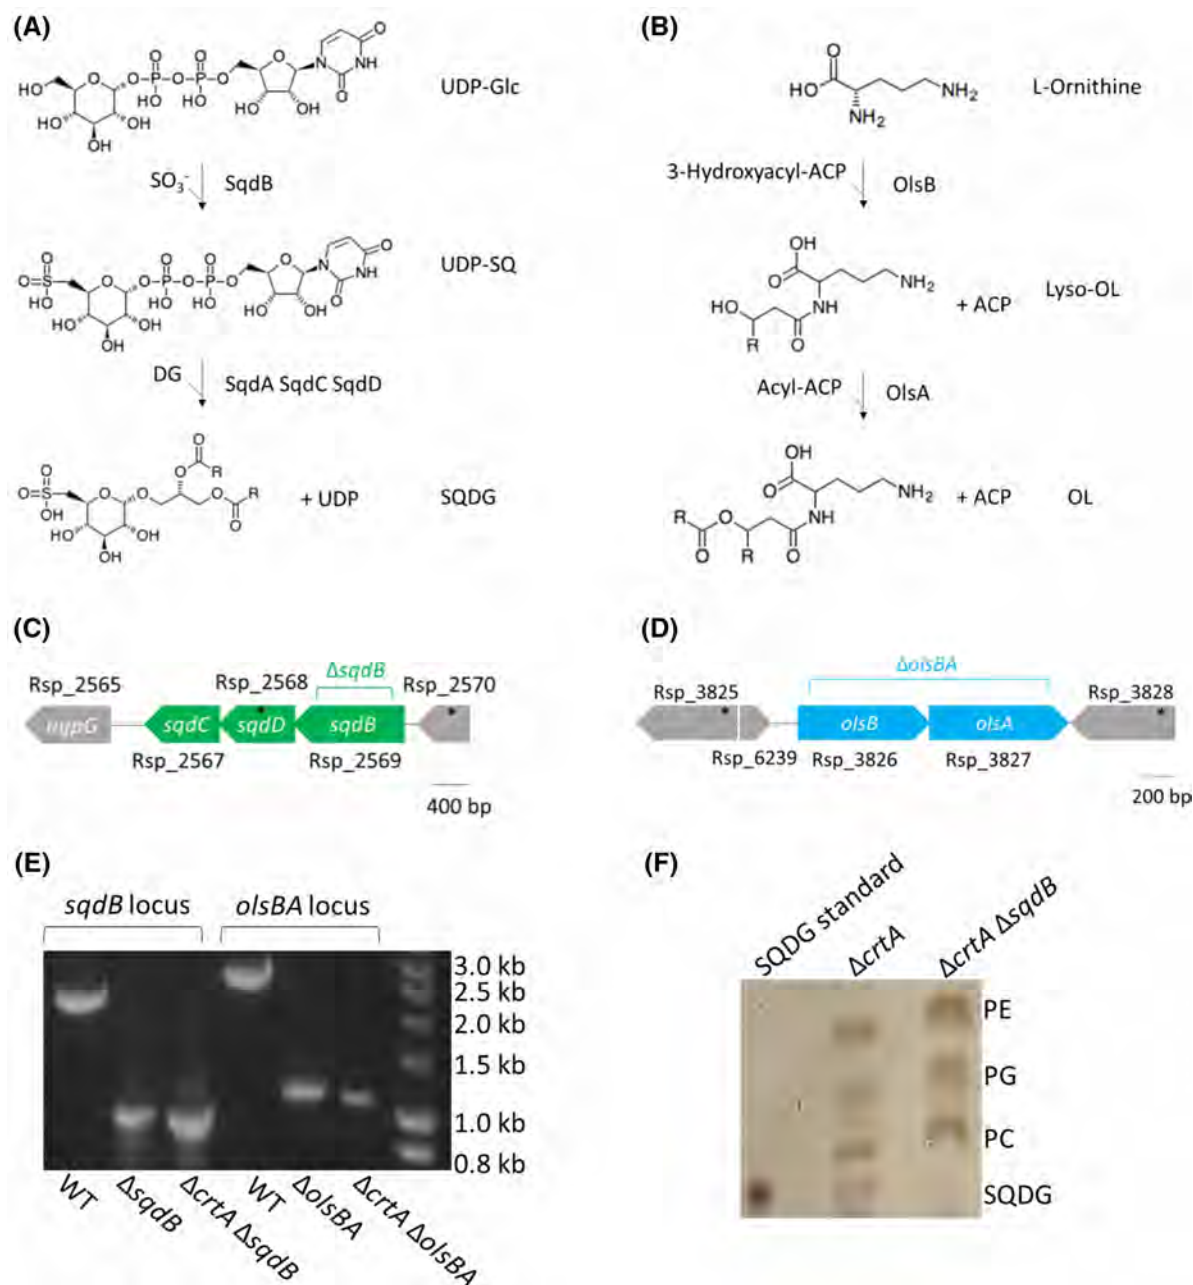 (A)
UDP-Glc
SO3- SqdB
UDP-SQ
DG SqdA SqdC SqdD
+ UDP SQDG
(B)
L-Ornithine
3-Hydroxyacyl-ACP OlsB
+ ACP Lyso-OL
Acyl-ACP OlsA
+ ACP OL
(C)
ΔsqdB
Rsp_2565 Rsp_2568 Rsp_2570
sqdC sqdD * sqdB *
Rsp_2567 Rsp_2569
400 bp
(D)
ΔolsBA
Rsp_3825 Rsp_3828
* olsB olsA *
Rsp_6239 Rsp_3826 Rsp_3827
200 bp
(E)
sqdB locus olsBA locus
3.0 kb
2.5 kb
2.0 kb
1.5 kb
1.0 kb
0.8 kb
WT ΔsqdB ΔcrtA ΔsqdB WT ΔolsBA ΔcrtA ΔolsBA
(F)
SQDG standard ΔcrtA ΔcrtA ΔsqdB
PE
PG
PC
SQDG